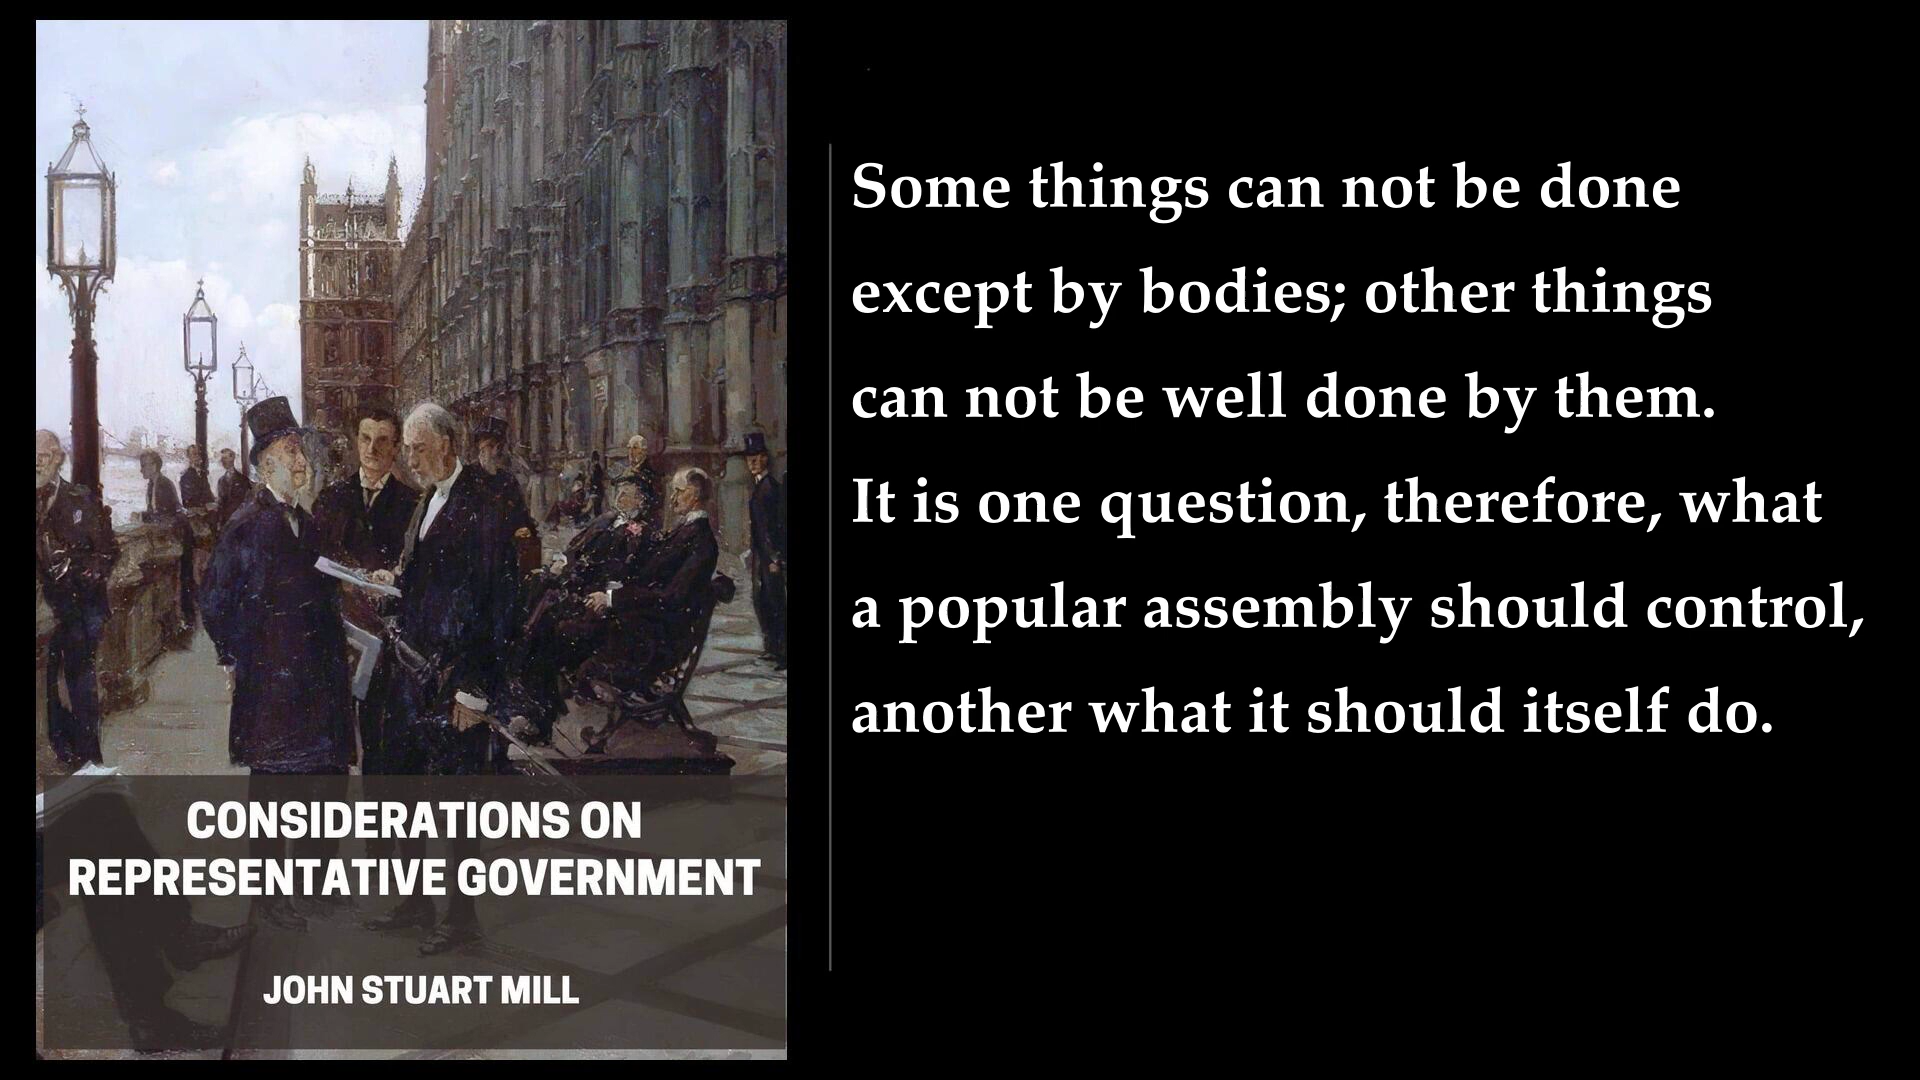 CONSIDERATIONS ON
REPRESENTATIVE GOVERNMENT
JOHN STUART MILL
Some things can not be done
except by bodies; other things
can not be well done by them.
It is one question, therefore, what
a popular assembly should control,
another what it should itself do.